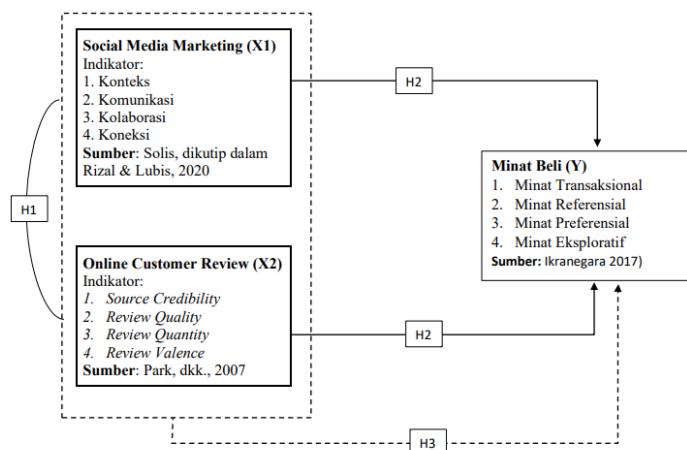 Social Media Marketing (X1)
Indikator:
1. Konteks
2. Komunikasi
3. Kolaborasi
4. Koneksi
Sumber: Solis, dikutip dalam
Rizal & Lubis, 2020
H2
H1
Minat Beli (Y)
1. Minat Transaksional
2. Minat Referensial
3. Minat Preferensial
4. Minat Eksploratif
Sumber: Ikranegara 2017)
Online Customer Review (X2)
Indikator:
1. Source Credibility
2. Review Quality
3. Review Quantity
4. Review Valence
Sumber: Park, dkk., 2007
H2
H3